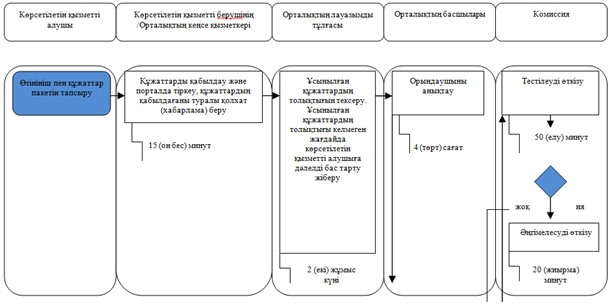 Көрсетілетін қызметті
алушы
Көрсетілетін қызметті берушінің
/Орталықтың кеңсе қызметкері
Орталықтың лауазымды
тұлғасы
Орталықтың басшылары
Комиссия
Өтінініш пен құжаттар
пакетін тапсыру
Құжаттарды қабылдау және
порталда тіркеу, құжаттардың
қабылдағаны туралы қолхат
(хабарлама) беру
15 (он бес) минут
Ұсынылған
құжаттардың
толықтығын тексеру.
Ұсынылған
құжаттардың
толықтығы келмеген
жағдайда
көрсетілетін
қызметті алушыға
дәлелді бас тарту
жіберу
2 (екі) жұмыс
күні
Орындаушыны
анықтау
4 (төрт) сағат
Тестілеуді өткізу
50 (елу) минут
жоқ
ия
Әңгімелесуді өткізу
20 (жиырма)
минут